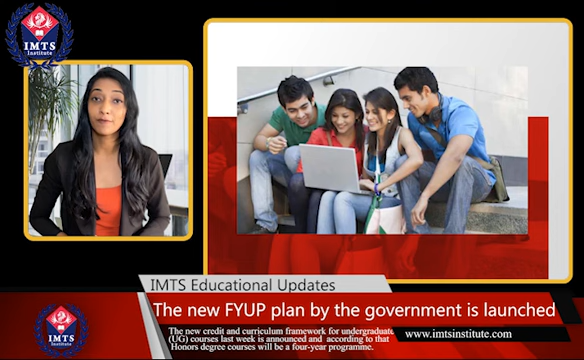 IMTS
Institute
IMTS Educational Updates
The new FYUP plan by the government is launched
The new credit and curriculum framework for undergraduate
(UG) courses last week is announced and according to that
Honors degree courses will be a four-year programme.
www.imtsinstitute.com
IMTS
Institute